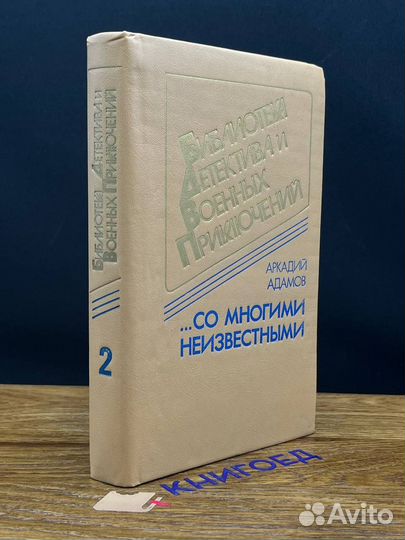 БИБЛИОТЕКА ДЕТЕКТИВА И
ВОЕННЫХ ПРИКЛЮЧЕНИЙ
2
БИБЛИОТЕКА
ДЕТЕКТИВА И
ВОЕННЫХ
ПРИКЛЮЧЕНИЙ
АРКАДИЙ
АДАМОВ
...СО МНОГИМИ
НЕИЗВЕСТНЫМИ
КНИГОЕД
Avito